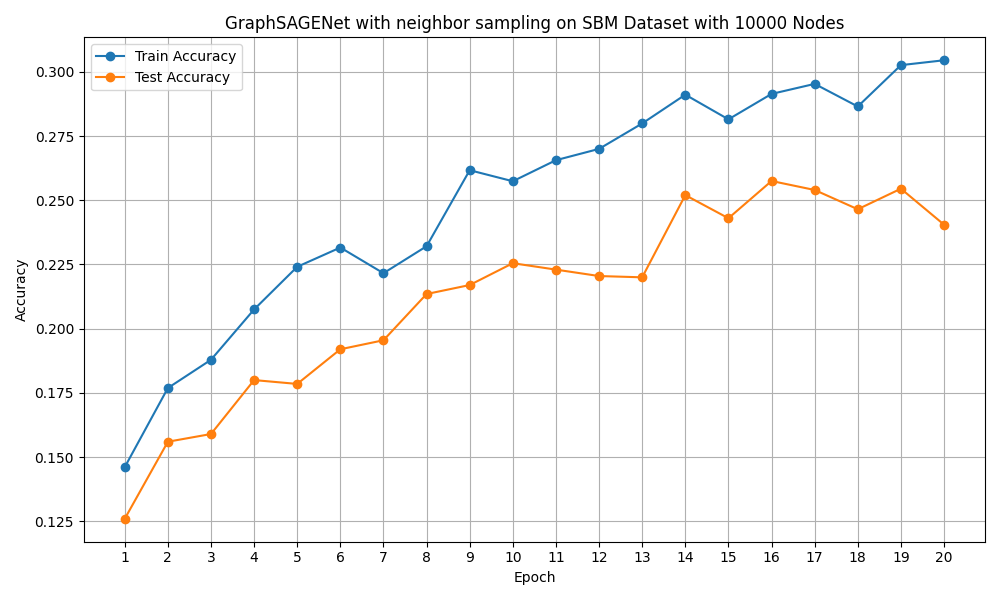 GraphSAGENet with neighbor sampling on SBM Dataset with 10000 Nodes
Train Accuracy
Test Accuracy
Accuracy
0.300
0.275
0.250
0.225
0.200
0.175
0.150
0.125
1 2 3 4 5 6 7 8 9 10 11 12 13 14 15 16 17 18 19 20
Epoch